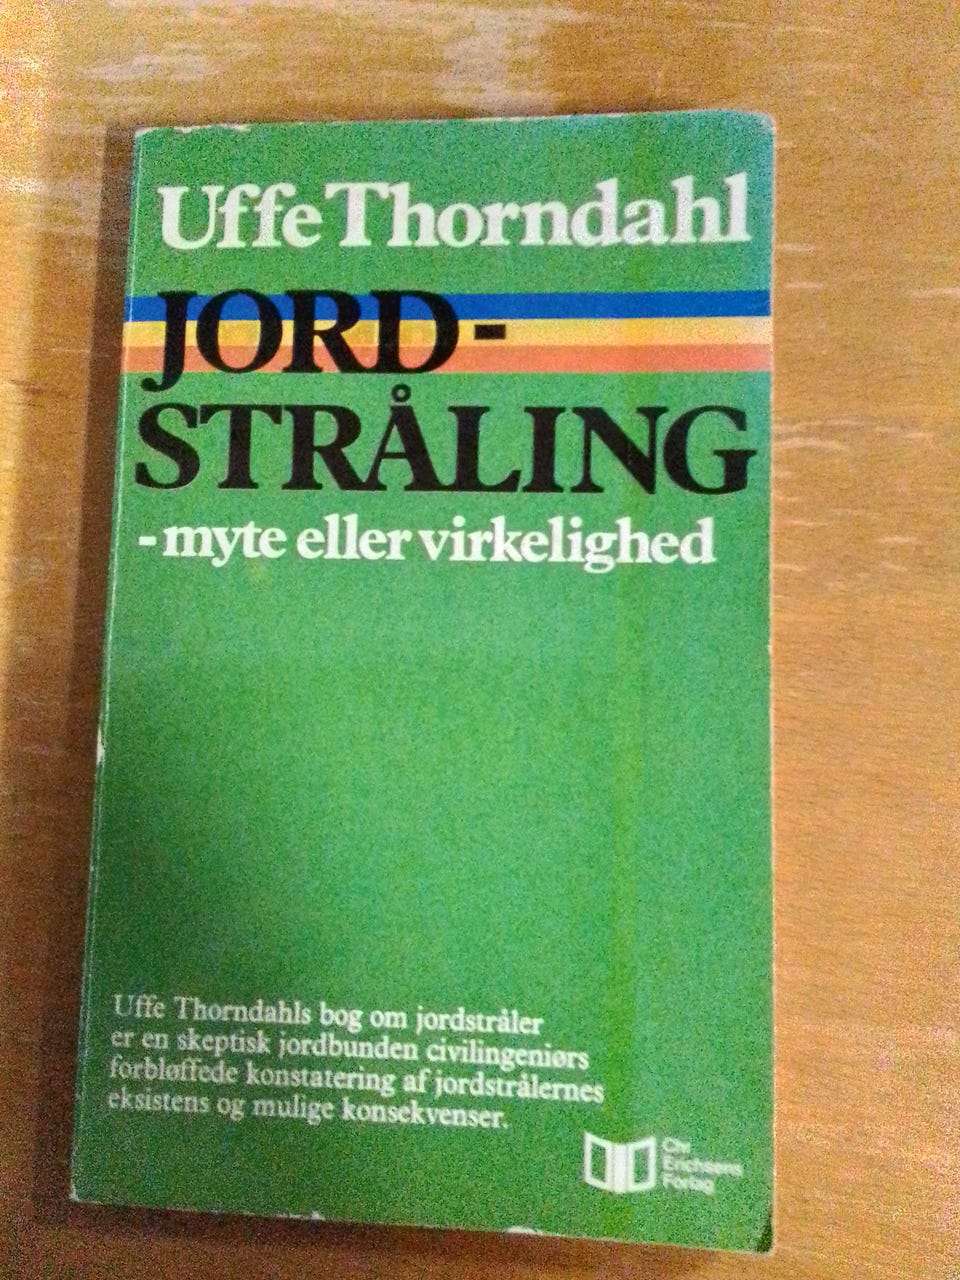 Uffe Thorndahl
JORD-
STRÅLING
- myte eller virkelighed
Uffe Thorndahls bog om jordstråler
er en skeptisk jordbunden civilingeniørs
forbløffede konstatering af jordstrålernes
eksistens og mulige konsekvenser.
Chr
Erichsens
Forlag